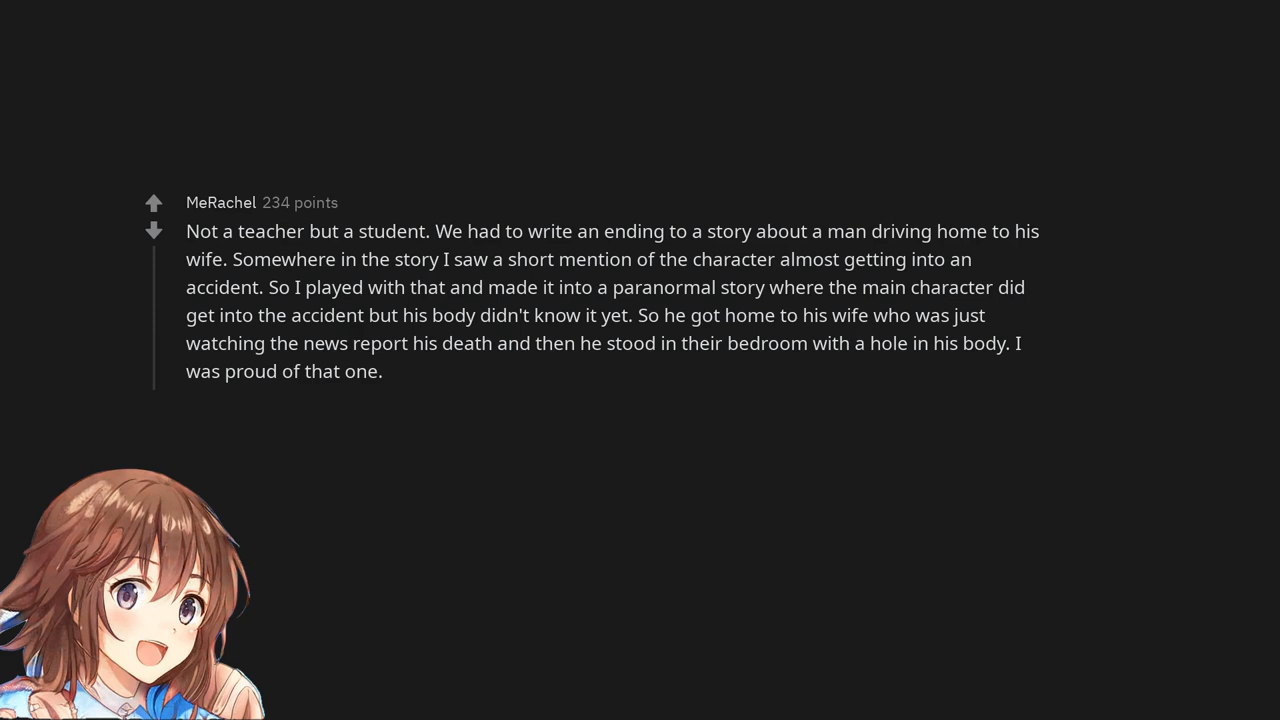 MeRachel 234 points
Not a teacher but a student. We had to write an ending to a story about a man driving home to his
wife. Somewhere in the story I saw a short mention of the character almost getting into an
accident. So I played with that and made it into a paranormal story where the main character did
get into the accident but his body didn't know it yet. So he got home to his wife who was just
watching the news report his death and then he stood in their bedroom with a hole in his body. I
was proud of that one.